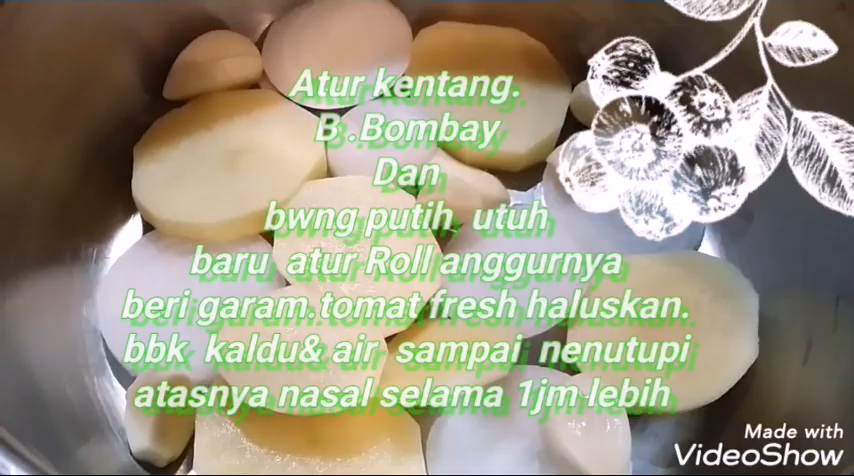 Atur kentang.
B .Bombay
Dan
bwng putih utuh
baru atur Roll anggurnya
beri garam.tomat fresh haluskan.
bbk kaldu& air sampai nenutupi
atasnya nasal selama 1jm lebih
Made with
VideoShow